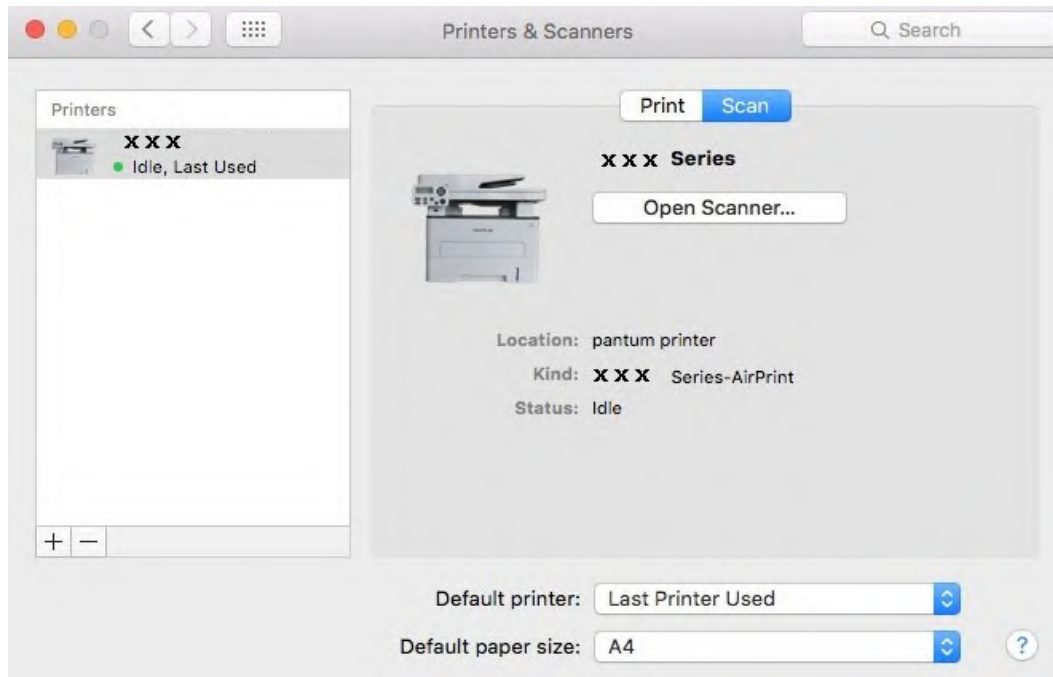 Printers & Scanners
Search
Printers
x x x
Idle, Last Used
Print Scan
x x x Series
Open Scanner...
Location: pantum printer
Kind: x x x Series-AirPrint
Status: Idle
+ −
Default printer: Last Printer Used
Default paper size: A4
?